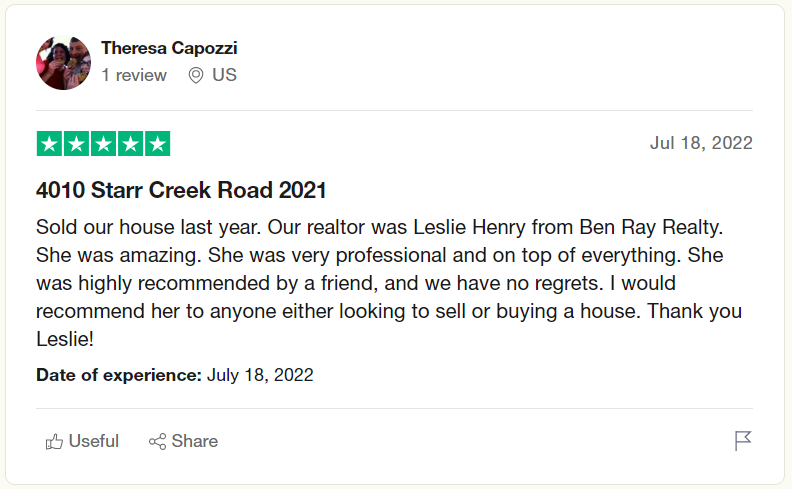 Theresa Capozzi
1 review US
Jul 18, 2022
4010 Starr Creek Road 2021
Sold our house last year. Our realtor was Leslie Henry from Ben Ray Realty.
She was amazing. She was very professional and on top of everything. She
was highly recommended by a friend, and we have no regrets. I would
recommend her to anyone either looking to sell or buying a house. Thank you
Leslie!
Date of experience: July 18, 2022
Useful Share